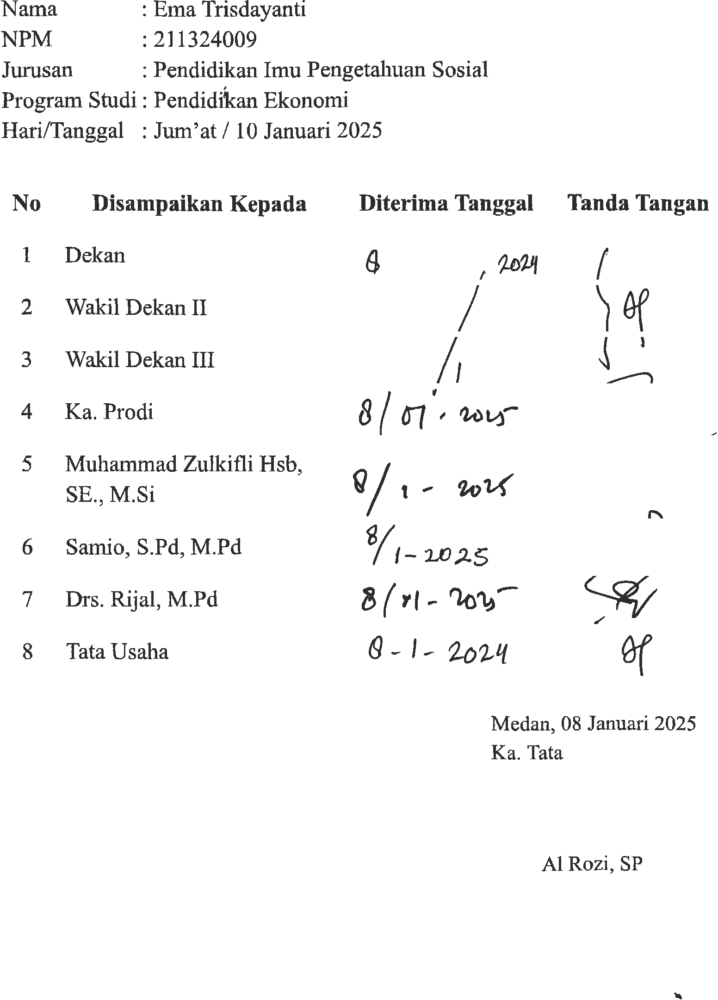 Nama : Ema Trisdayanti
NPM : 211324009
Jurusan : Pendidikan Imu Pengetahuan Sosial
Program Studi : Pendidikan Ekonomi
Hari/Tanggal : Jum'at / 10 Januari 2025
No Disampaikan Kepada Diterima Tanggal Tanda Tangan
1 Dekan 8 2024
2 Wakil Dekan II
3 Wakil Dekan III
4 Ka. Prodi 8/01-2025
5 Muhammad Zulkifli Hsb,
SE., M.Si 8/1-2025
6 Samio, S.Pd, M.Pd 8/1-2025
7 Drs. Rijal, M.Pd 8/ - 2025
8 Tata Usaha 8-1-2024
Medan, 08 Januari 2025
Ka. Tata
Al Rozi, SP